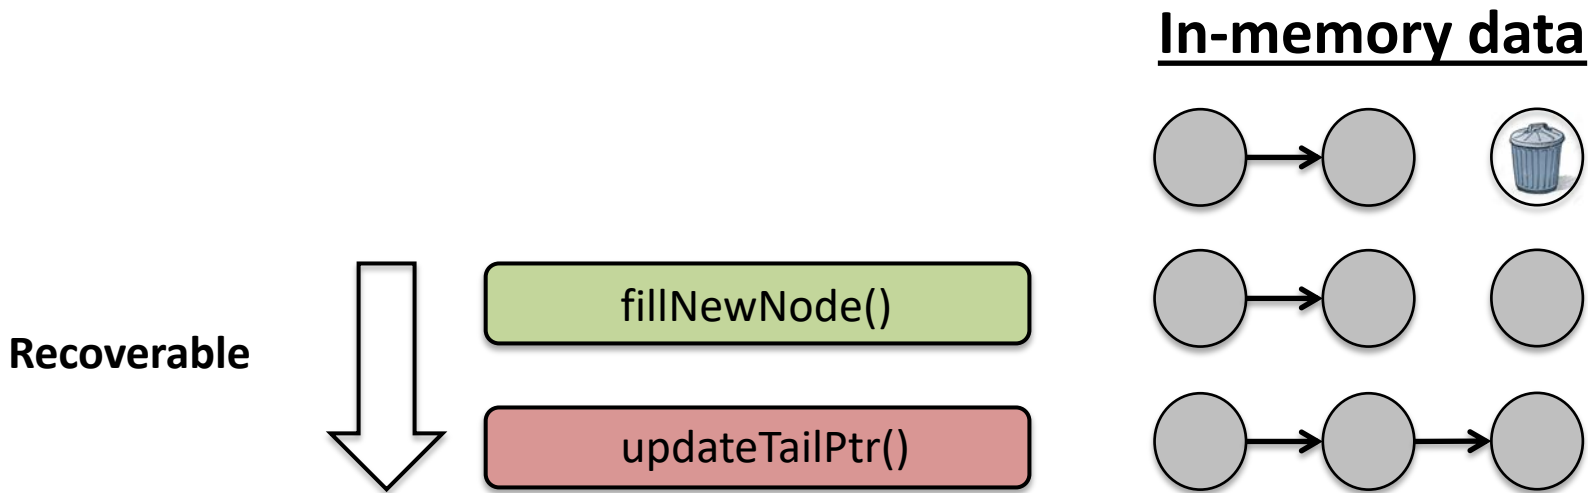 In-memory data
fillNewNode()
Recoverable
updateTailPtr()